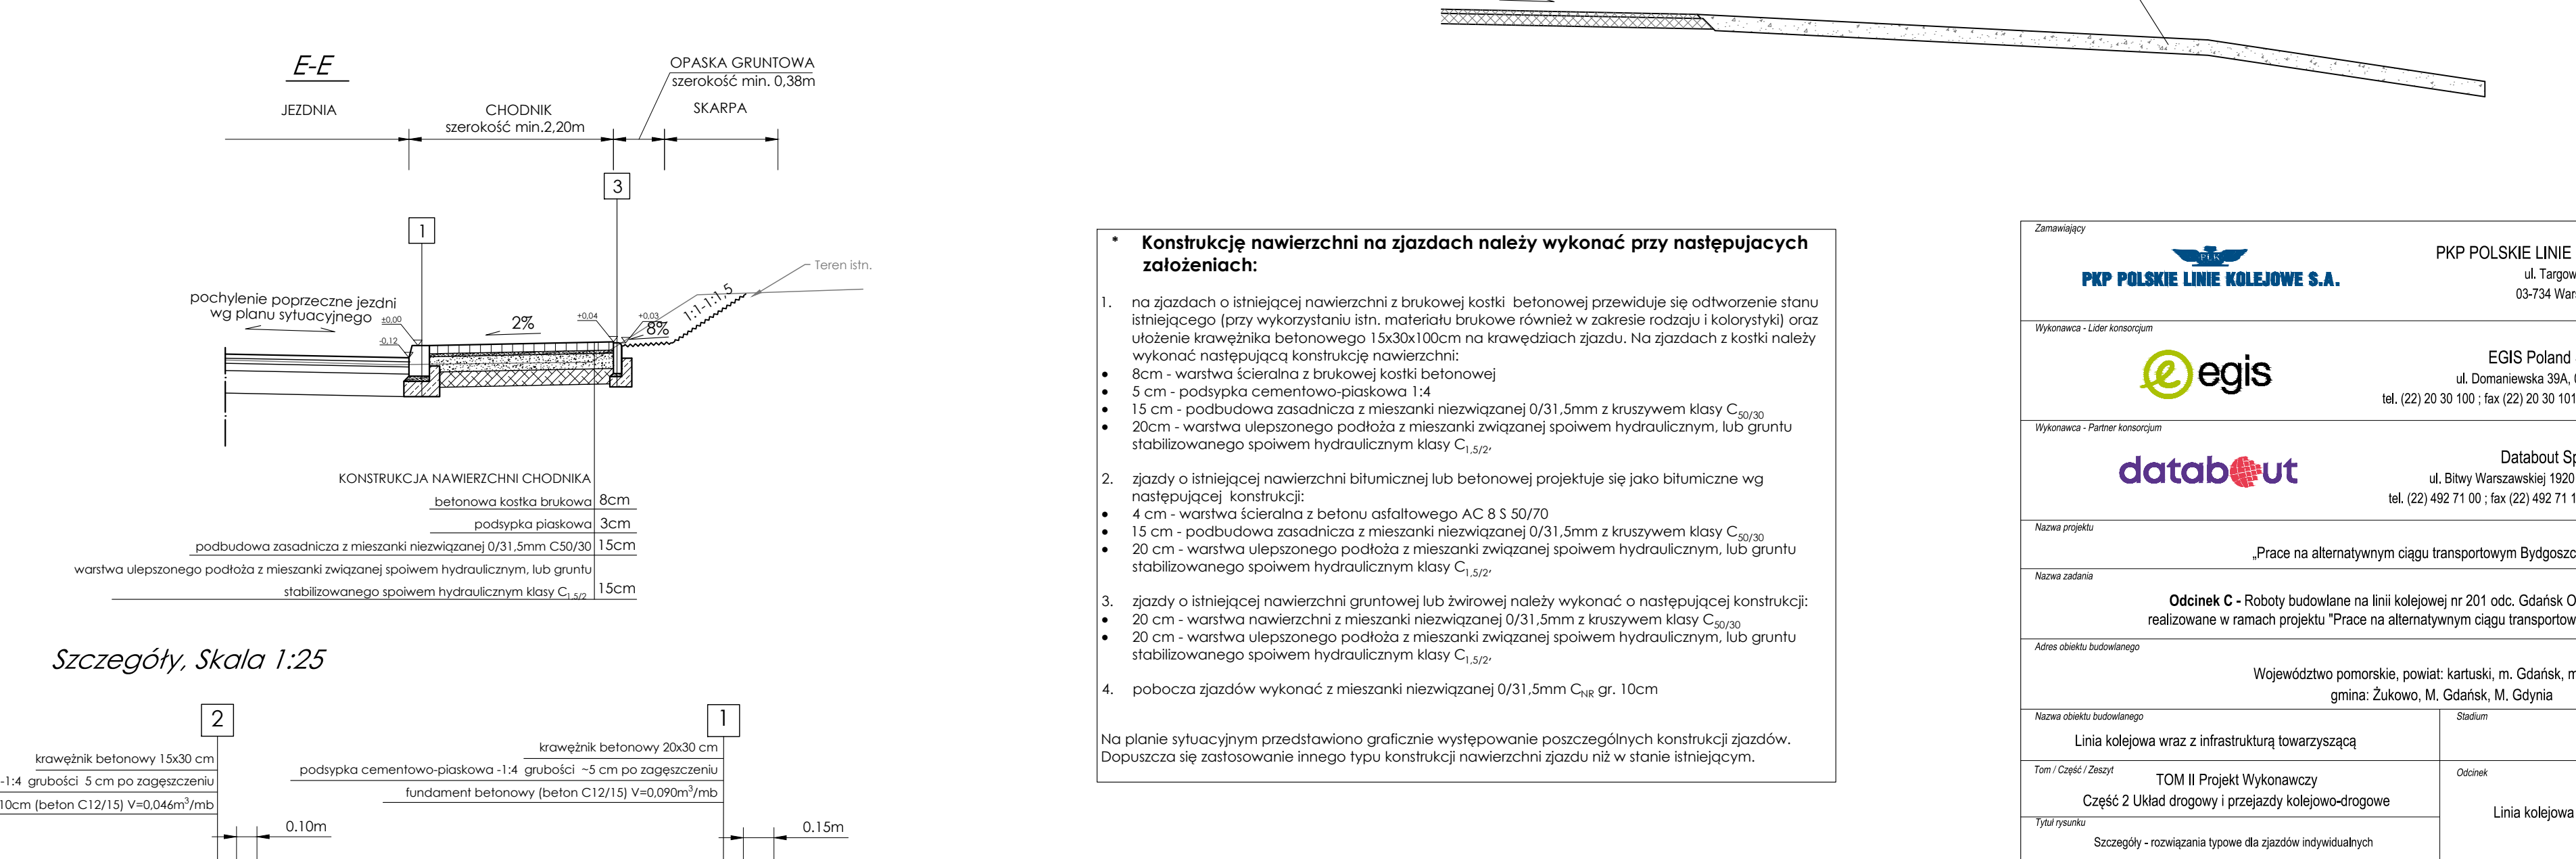 E-E
OPASKA GRUNTOWA
szerokość min. 0,38m
JEZDNIA
CHODNIK
szerokość min.2,20m
SKARPA
3
1
Teren istn.
pochylenie poprzeczne jezdni
wg planu sytuacyjnego
±0,00
-0,12
2%
+0,04
+0,03
8%
1:1-1:1,5
KONSTRUKCJA NAWIERZCHNI CHODNIKA
betonowa kostka brukowa 8cm
podsypka piaskowa 3cm
podbudowa zasadnicza z mieszanki niezwiązanej 0/31,5mm C50/30 15cm
warstwa ulepszonego podłoża z mieszanki związanej spoiwem hydraulicznym, lub gruntu
stabilizowanego spoiwem hydraulicznym klasy C1,5/2 15cm
Szczegóły, Skala 1:25
2
krawężnik betonowy 15x30 cm
-1:4 grubości 5 cm po zagęszczeniu
10cm (beton C12/15) V=0,046m³/mb
0.10m
1
krawężnik betonowy 20x30 cm
podsypka cementowo-piaskowa -1:4 grubości ~5 cm po zagęszczeniu
fundament betonowy (beton C12/15) V=0,090m³/mb
0.15m
* Konstrukcję nawierzchni na zjazdach należy wykonać przy następujacych
założeniach:
1. na zjazdach o istniejącej nawierzchni z brukowej kostki betonowej przewiduje się odtworzenie stanu
istniejącego (przy wykorzystaniu istn. materiału brukowe również w zakresie rodzaju i kolorystyki) oraz
ułożenie krawężnika betonowego 15x30x100cm na krawędziach zjazdu. Na zjazdach z kostki należy
wykonać następującą konstrukcję nawierzchni:
• 8cm - warstwa ścieralna z brukowej kostki betonowej
• 5 cm - podsypka cementowo-piaskowa 1:4
• 15 cm - podbudowa zasadnicza z mieszanki niezwiązanej 0/31,5mm z kruszywem klasy C50/30
• 20cm - warstwa ulepszonego podłoża z mieszanki związanej spoiwem hydraulicznym, lub gruntu
stabilizowanego spoiwem hydraulicznym klasy C1,5/2,
2. zjazdy o istniejącej nawierzchni bitumicznej lub betonowej projektuje się jako bitumiczne wg
następującej konstrukcji:
• 4 cm - warstwa ścieralna z betonu asfaltowego AC 8 S 50/70
• 15 cm - podbudowa zasadnicza z mieszanki niezwiązanej 0/31,5mm z kruszywem klasy C50/30
• 20 cm - warstwa ulepszonego podłoża z mieszanki związanej spoiwem hydraulicznym, lub gruntu
stabilizowanego spoiwem hydraulicznym klasy C1,5/2,
3. zjazdy o istniejącej nawierzchni gruntowej lub żwirowej należy wykonać o następującej konstrukcji:
• 20 cm - warstwa nawierzchni z mieszanki niezwiązanej 0/31,5mm z kruszywem klasy C50/30
• 20 cm - warstwa ulepszonego podłoża z mieszanki związanej spoiwem hydraulicznym, lub gruntu
stabilizowanego spoiwem hydraulicznym klasy C1,5/2,
4. pobocza zjazdów wykonać z mieszanki niezwiązanej 0/31,5mm CNR gr. 10cm
Na planie sytuacyjnym przedstawiono graficznie występowanie poszczególnych konstrukcji zjazdów.
Dopuszcza się zastosowanie innego typu konstrukcji nawierzchni zjazdu niż w stanie istniejącym.
Zamawiający
PLK
PKP POLSKIE LINIE KOLEJOWE S.A.
PKP POLSKIE LINIE
ul. Targow
03-734 War
Wykonawca - Lider konsorcjum
egis
EGIS Poland
ul. Domaniewska 39A,
tel. (22) 20 30 100 ; fax (22) 20 30 101
Wykonawca - Partner konsorcjum
databout
Databout Sp
ul. Bitwy Warszawskiej 1920
tel. (22) 492 71 00 ; fax (22) 492 71 1
Nazwa projektu
„Prace na alternatywnym ciągu transportowym Bydgoszc
Nazwa zadania
Odcinek C - Roboty budowlane na linii kolejowej nr 201 odc. Gdańsk O
realizowane w ramach projektu "Prace na alternatywnym ciągu transportow
Adres obiektu budowlanego
Województwo pomorskie, powiat: kartuski, m. Gdańsk, m
gmina: Żukowo, M. Gdańsk, M. Gdynia
Nazwa obiektu budowlanego
Linia kolejowa wraz z infrastrukturą towarzyszącą
Stadium
Tom / Część / Zeszyt
TOM II Projekt Wykonawczy
Część 2 Układ drogowy i przejazdy kolejowo-drogowe
Odcinek
Linia kolejowa
Tytuł rysunku
Szczegóły - rozwiązania typowe dla zjazdów indywidualnych